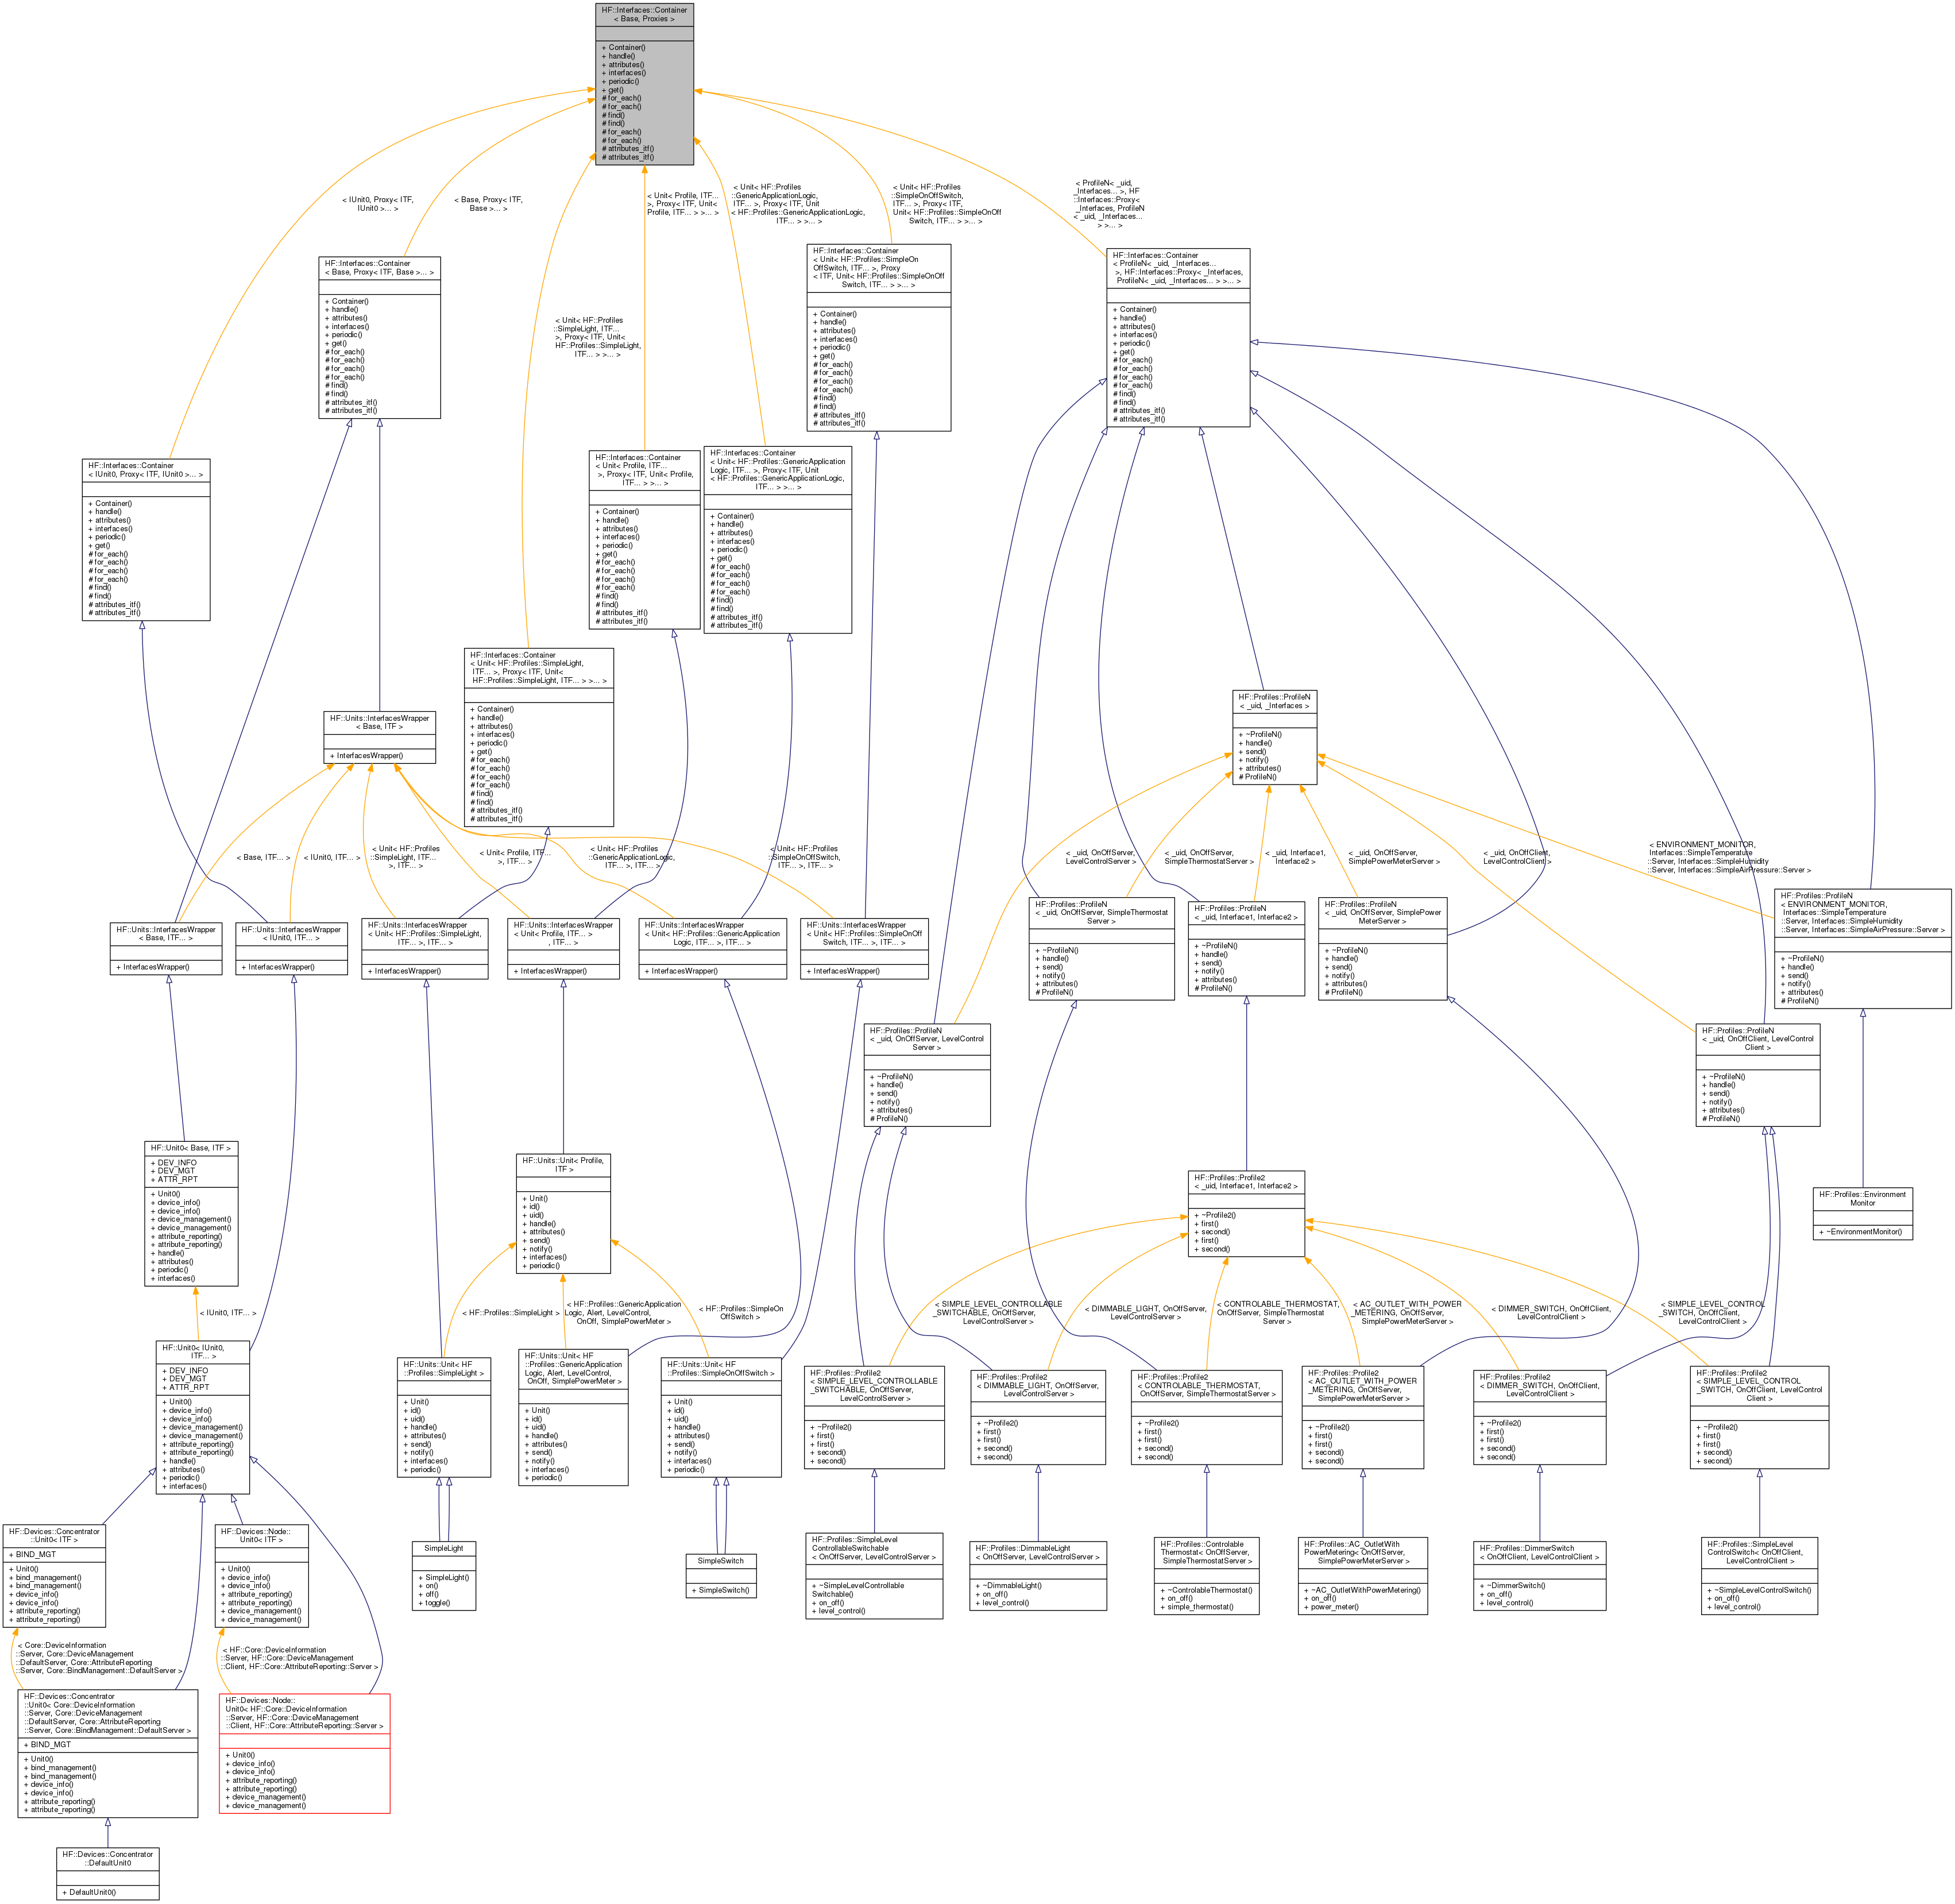 HF::Interfaces::Container
< Base, Proxies >
+ Container()
+ handle()
+ attributes()
+ interfaces()
+ periodic()
+ get()
# for_each()
# for_each()
# find()
# find()
# for_each()
# for_each()
# attributes_itf()
# attributes_itf()
< IUnit0, Proxy< ITF,
IUnit0 >... >
< Base, Proxy< ITF,
Base >... >
< Unit< Profile, ITF...
>, Proxy< ITF, Unit<
Profile, ITF... > >... >
< Unit< HF::Profiles
::GenericApplicationLogic,
ITF... >, Proxy< ITF, Unit
< HF::Profiles::GenericApplicationLogic,
ITF... > >... >
< Unit< HF::Profiles
::SimpleOnOffSwitch,
ITF... >, Proxy< ITF,
Unit< HF::Profiles::SimpleOnOff
Switch, ITF... > >... >
< ProfileN< _uid,
_Interfaces... >, HF
::Interfaces::Proxy<
_Interfaces, ProfileN
< _uid, _Interfaces...
> >... >
HF::Interfaces::Container
< Base, Proxy< ITF, Base >... >
+ Container()
+ handle()
+ attributes()
+ interfaces()
+ periodic()
+ get()
# for_each()
# for_each()
# for_each()
# for_each()
# find()
# find()
# attributes_itf()
# attributes_itf()
HF::Interfaces::Container
< Unit< HF::Profiles::SimpleOn
OffSwitch, ITF... >, Proxy
< ITF, Unit< HF::Profiles::SimpleOnOff
Switch, ITF... > >... >
+ Container()
+ handle()
+ attributes()
+ interfaces()
+ periodic()
+ get()
# for_each()
# for_each()
# for_each()
# for_each()
# find()
# find()
# attributes_itf()
# attributes_itf()
HF::Interfaces::Container
< ProfileN< _uid, _Interfaces...
>, HF::Interfaces::Proxy< _Interfaces,
ProfileN< _uid, _Interfaces... > >... >
+ Container()
+ handle()
+ attributes()
+ interfaces()
+ periodic()
+ get()
# for_each()
# for_each()
# for_each()
# for_each()
# find()
# find()
# attributes_itf()
# attributes_itf()
< Unit< HF::Profiles
::SimpleLight, ITF...
>, Proxy< ITF, Unit<
HF::Profiles::SimpleLight,
ITF... > >... >
HF::Interfaces::Container
< IUnit0, Proxy< ITF, IUnit0 >... >
+ Container()
+ handle()
+ attributes()
+ interfaces()
+ periodic()
+ get()
# for_each()
# for_each()
# for_each()
# for_each()
# find()
# find()
# attributes_itf()
# attributes_itf()
HF::Interfaces::Container
< Unit< Profile, ITF...
>, Proxy< ITF, Unit< Profile,
ITF... > >... >
+ Container()
+ handle()
+ attributes()
+ interfaces()
+ periodic()
+ get()
# for_each()
# for_each()
# for_each()
# for_each()
# find()
# find()
# attributes_itf()
# attributes_itf()
HF::Interfaces::Container
< Unit< HF::Profiles::GenericApplication
Logic, ITF... >, Proxy< ITF, Unit
< HF::Profiles::GenericApplicationLogic,
ITF... > >... >
+ Container()
+ handle()
+ attributes()
+ interfaces()
+ periodic()
+ get()
# for_each()
# for_each()
# for_each()
# for_each()
# find()
# find()
# attributes_itf()
# attributes_itf()
HF::Interfaces::Container
< Unit< HF::Profiles::SimpleLight,
ITF... >, Proxy< ITF, Unit<
HF::Profiles::SimpleLight, ITF... > >... >
+ Container()
+ handle()
+ attributes()
+ interfaces()
+ periodic()
+ get()
# for_each()
# for_each()
# for_each()
# for_each()
# find()
# find()
# attributes_itf()
# attributes_itf()
HF::Units::InterfacesWrapper
< Base, ITF >
+ InterfacesWrapper()
HF::Profiles::ProfileN
< _uid, _Interfaces >
+ ~ProfileN()
+ handle()
+ send()
+ notify()
+ attributes()
# ProfileN()
< Base, ITF... >
< IUnit0, ITF... >
< Unit< HF::Profiles
::SimpleLight, ITF...
>, ITF... >
< Unit< Profile, ITF...
>, ITF... >
< Unit< HF::Profiles
::GenericApplicationLogic,
ITF... >, ITF... >
< Unit< HF::Profiles
::SimpleOnOffSwitch,
ITF... >, ITF... >
< _uid, OnOffServer,
LevelControlServer >
< _uid, OnOffServer,
SimpleThermostatServer >
< _uid, Interface1,
Interface2 >
< _uid, OnOffServer,
SimplePowerMeterServer >
< _uid, OnOffClient,
LevelControlClient >
< ENVIRONMENT_MONITOR,
Interfaces::SimpleTemperature
::Server, Interfaces::SimpleHumidity
::Server, Interfaces::SimpleAirPressure::Server >
HF::Units::InterfacesWrapper
< Base, ITF... >
+ InterfacesWrapper()
HF::Units::InterfacesWrapper
< IUnit0, ITF... >
+ InterfacesWrapper()
HF::Units::InterfacesWrapper
< Unit< HF::Profiles::SimpleLight,
ITF... >, ITF... >
+ InterfacesWrapper()
HF::Units::InterfacesWrapper
< Unit< Profile, ITF... >
, ITF... >
+ InterfacesWrapper()
HF::Units::InterfacesWrapper
< Unit< HF::Profiles::GenericApplication
Logic, ITF... >, ITF... >
+ InterfacesWrapper()
HF::Units::InterfacesWrapper
< Unit< HF::Profiles::SimpleOnOff
Switch, ITF... >, ITF... >
+ InterfacesWrapper()
HF::Profiles::ProfileN
< _uid, OnOffServer, SimpleThermostat
Server >
+ ~ProfileN()
+ handle()
+ send()
+ notify()
+ attributes()
# ProfileN()
HF::Profiles::ProfileN
< _uid, Interface1, Interface2 >
+ ~ProfileN()
+ handle()
+ send()
+ notify()
+ attributes()
# ProfileN()
HF::Profiles::ProfileN
< _uid, OnOffServer, SimplePower
MeterServer >
+ ~ProfileN()
+ handle()
+ send()
+ notify()
+ attributes()
# ProfileN()
HF::Profiles::ProfileN
< ENVIRONMENT_MONITOR,
Interfaces::SimpleTemperature
::Server, Interfaces::SimpleHumidity
::Server, Interfaces::SimpleAirPressure::Server >
+ ~ProfileN()
+ handle()
+ send()
+ notify()
+ attributes()
# ProfileN()
HF::Profiles::ProfileN
< _uid, OnOffServer, LevelControl
Server >
+ ~ProfileN()
+ handle()
+ send()
+ notify()
+ attributes()
# ProfileN()
HF::Profiles::ProfileN
< _uid, OnOffClient, LevelControl
Client >
+ ~ProfileN()
+ handle()
+ send()
+ notify()
+ attributes()
# ProfileN()
HF::Unit0< Base, ITF >
+ DEV_INFO
+ DEV_MGT
+ ATTR_RPT
+ Unit0()
+ device_info()
+ device_info()
+ device_management()
+ device_management()
+ attribute_reporting()
+ attribute_reporting()
+ handle()
+ attributes()
+ periodic()
+ interfaces()
HF::Units::Unit< Profile,
ITF >
+ Unit()
+ id()
+ uid()
+ handle()
+ attributes()
+ send()
+ notify()
+ interfaces()
+ periodic()
HF::Profiles::Profile2
< _uid, Interface1, Interface2 >
+ ~Profile2()
+ first()
+ second()
+ first()
+ second()
HF::Profiles::Environment
Monitor
+ ~EnvironmentMonitor()
< IUnit0, ITF... >
< HF::Profiles::SimpleLight >
< HF::Profiles::GenericApplication
Logic, Alert, LevelControl,
OnOff, SimplePowerMeter >
< HF::Profiles::SimpleOn
OffSwitch >
< SIMPLE_LEVEL_CONTROLLABLE
_SWITCHABLE, OnOffServer,
LevelControlServer >
< DIMMABLE_LIGHT, OnOffServer,
LevelControlServer >
< CONTROLABLE_THERMOSTAT,
OnOffServer, SimpleThermostat
Server >
< AC_OUTLET_WITH_POWER
_METERING, OnOffServer,
SimplePowerMeterServer >
< DIMMER_SWITCH, OnOffClient,
LevelControlClient >
< SIMPLE_LEVEL_CONTROL
_SWITCH, OnOffClient,
LevelControlClient >
HF::Unit0< IUnit0,
ITF... >
+ DEV_INFO
+ DEV_MGT
+ ATTR_RPT
+ Unit0()
+ device_info()
+ device_info()
+ device_management()
+ device_management()
+ attribute_reporting()
+ attribute_reporting()
+ handle()
+ attributes()
+ periodic()
+ interfaces()
HF::Units::Unit< HF
::Profiles::SimpleLight >
+ Unit()
+ id()
+ uid()
+ handle()
+ attributes()
+ send()
+ notify()
+ interfaces()
+ periodic()
HF::Units::Unit< HF
::Profiles::GenericApplication
Logic, Alert, LevelControl,
OnOff, SimplePowerMeter >
+ Unit()
+ id()
+ uid()
+ handle()
+ attributes()
+ send()
+ notify()
+ interfaces()
+ periodic()
HF::Units::Unit< HF
::Profiles::SimpleOnOffSwitch >
+ Unit()
+ id()
+ uid()
+ handle()
+ attributes()
+ send()
+ notify()
+ interfaces()
+ periodic()
HF::Profiles::Profile2
< SIMPLE_LEVEL_CONTROLLABLE
_SWITCHABLE, OnOffServer,
LevelControlServer >
+ ~Profile2()
+ first()
+ first()
+ second()
+ second()
HF::Profiles::Profile2
< DIMMABLE_LIGHT, OnOffServer,
LevelControlServer >
+ ~Profile2()
+ first()
+ first()
+ second()
+ second()
HF::Profiles::Profile2
< CONTROLABLE_THERMOSTAT,
OnOffServer, SimpleThermostatServer >
+ ~Profile2()
+ first()
+ first()
+ second()
+ second()
HF::Profiles::Profile2
< AC_OUTLET_WITH_POWER
_METERING, OnOffServer,
SimplePowerMeterServer >
+ ~Profile2()
+ first()
+ first()
+ second()
+ second()
HF::Profiles::Profile2
< DIMMER_SWITCH, OnOffClient,
LevelControlClient >
+ ~Profile2()
+ first()
+ first()
+ second()
+ second()
HF::Profiles::Profile2
< SIMPLE_LEVEL_CONTROL
_SWITCH, OnOffClient, LevelControl
Client >
+ ~Profile2()
+ first()
+ first()
+ second()
+ second()
HF::Devices::Concentrator
::Unit0< ITF >
+ BIND_MGT
+ Unit0()
+ bind_management()
+ bind_management()
+ device_info()
+ device_info()
+ attribute_reporting()
+ attribute_reporting()
HF::Devices::Node::
Unit0< ITF >
+ Unit0()
+ device_info()
+ device_info()
+ attribute_reporting()
+ attribute_reporting()
+ device_management()
+ device_management()
SimpleLight
+ SimpleLight()
+ on()
+ off()
+ toggle()
SimpleSwitch
+ SimpleSwitch()
HF::Profiles::SimpleLevel
ControllableSwitchable
< OnOffServer, LevelControlServer >
+ ~SimpleLevelControllable
Switchable()
+ on_off()
+ level_control()
HF::Profiles::DimmableLight
< OnOffServer, LevelControlServer >
+ ~DimmableLight()
+ on_off()
+ level_control()
HF::Profiles::Controlable
Thermostat< OnOffServer,
SimpleThermostatServer >
+ ~ControlableThermostat()
+ on_off()
+ simple_thermostat()
HF::Profiles::AC_OutletWith
PowerMetering< OnOffServer,
SimplePowerMeterServer >
+ ~AC_OutletWithPowerMetering()
+ on_off()
+ power_meter()
HF::Profiles::DimmerSwitch
< OnOffClient, LevelControlClient >
+ ~DimmerSwitch()
+ on_off()
+ level_control()
HF::Profiles::SimpleLevel
ControlSwitch< OnOffClient,
LevelControlClient >
+ ~SimpleLevelControlSwitch()
+ on_off()
+ level_control()
< Core::DeviceInformation
::Server, Core::DeviceManagement
::DefaultServer, Core::AttributeReporting
::Server, Core::BindManagement::DefaultServer >
< HF::Core::DeviceInformation
::Server, HF::Core::DeviceManagement
::Client, HF::Core::AttributeReporting::Server >
HF::Devices::Concentrator
::Unit0< Core::DeviceInformation
::Server, Core::DeviceManagement
::DefaultServer, Core::AttributeReporting
::Server, Core::BindManagement::DefaultServer >
+ BIND_MGT
+ Unit0()
+ bind_management()
+ bind_management()
+ device_info()
+ device_info()
+ attribute_reporting()
+ attribute_reporting()
HF::Devices::Node::
Unit0< HF::Core::DeviceInformation
::Server, HF::Core::DeviceManagement
::Client, HF::Core::AttributeReporting::Server >
+ Unit0()
+ device_info()
+ device_info()
+ attribute_reporting()
+ attribute_reporting()
+ device_management()
+ device_management()
HF::Devices::Concentrator
::DefaultUnit0
+ DefaultUnit0()